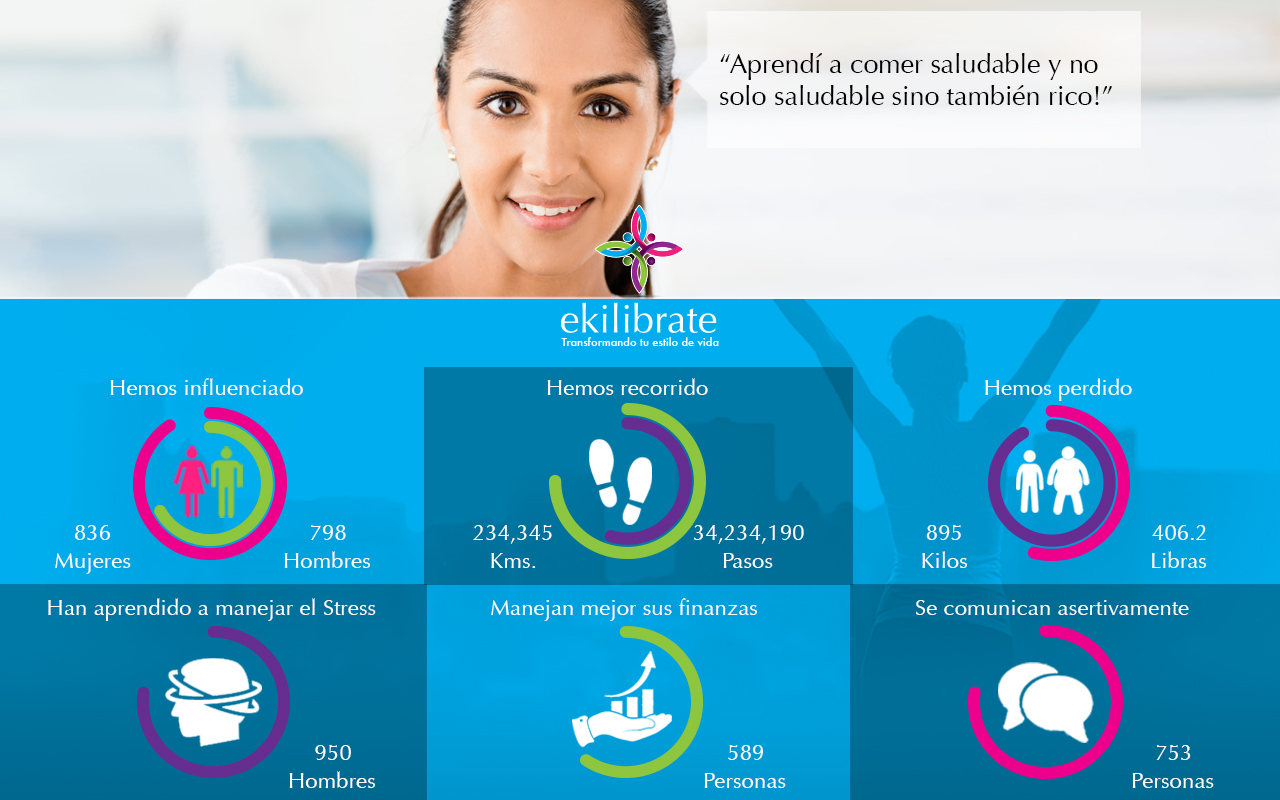 “Aprendí a comer saludable y no
solo saludable sino también rico!”
ekilibrate
Transformando tu estilo de vida
Hemos influenciado
836
Mujeres
798
Hombres
Hemos recorrido
234,345
Kms.
34,234,190
Pasos
Hemos perdido
895
Kilos
406.2
Libras
Han aprendido a manejar el Stress
950
Hombres
Manejan mejor sus finanzas
589
Personas
Se comunican asertivamente
753
Personas